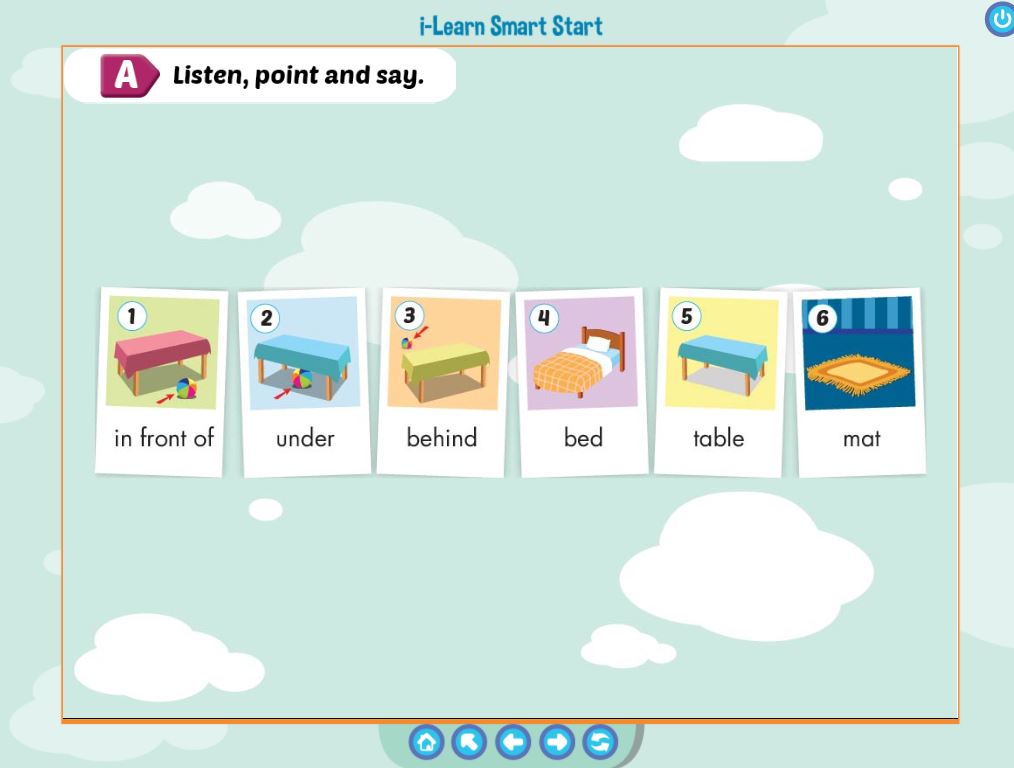 i-Learn Smart Start
A Listen, point and say.
1 2 3 4 5 6
in front of under behind bed table mat